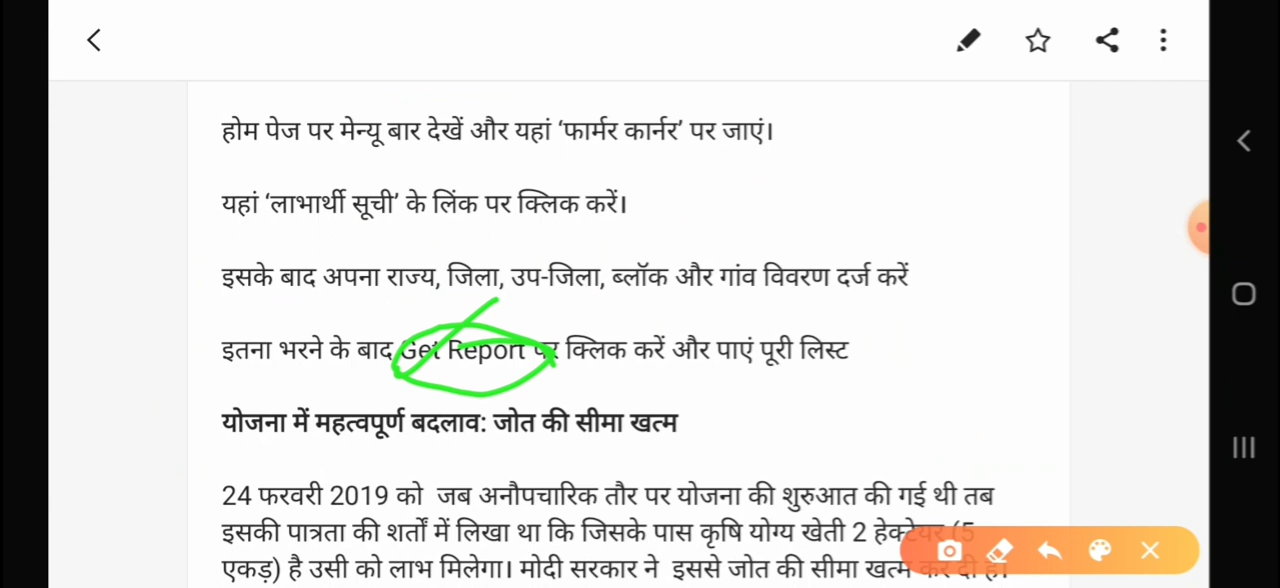 होम पेज पर मेन्यू बार देखें और यहां ‘फार्मर कार्नर’ पर जाएं।
यहां ‘लाभार्थी सूची’ के लिंक पर क्लिक करें।
इसके बाद अपना राज्य, जिला, उप-जिला, ब्लॉक और गांव विवरण दर्ज करें
इतना भरने के बाद Get Report पर क्लिक करें और पाएं पूरी लिस्ट
योजना में महत्वपूर्ण बदलाव: जोत की सीमा खत्म
24 फरवरी 2019 को जब अनौपचारिक तौर पर योजना की शुरुआत की गई थी तब
इसकी पात्रता की शर्तों में लिखा था कि जिसके पास कृषि योग्य खेती 2 हेक्टेयर (5
एकड़) है उसी को लाभ मिलेगा। मोदी सरकार ने इससे जोत की सीमा खत्म कर दी है।